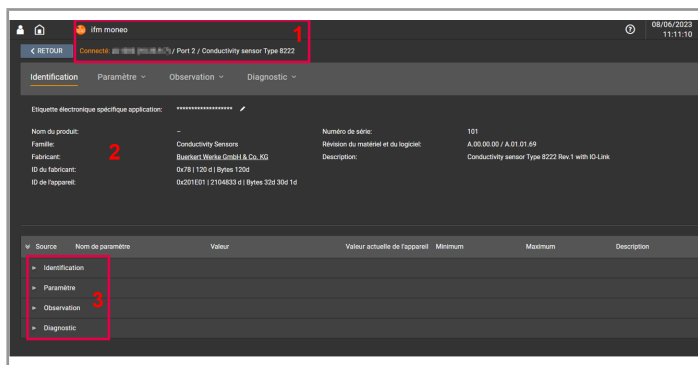 ifm moneo
1
08/06/2023
11:11:10
< RETOUR
Connecté: / Port 2 / Conductivity sensor Type 8222
Identification Paramètre Observation Diagnostic
Etiquette électronique spécifique application: ********************
Nom du produit: – Numéro de série: 101
Famille: Conductivity Sensors Révision du matériel et du logiciel: A.00.00.00 / A.01.01.69
Fabricant: Buerkert Werke GmbH & Co. KG Description: Conductivity sensor Type 8222 Rev.1 with IO-Link
2
ID du fabricant: 0x78 | 120 d | Bytes 120d
ID de l'appareil: 0x201E01 | 2104833 d | Bytes 32d 30d 1d
Source Nom de paramètre Valeur Valeur actuelle de l'appareil Minimum Maximum Description
Identification
Paramètre
3
Observation
Diagnostic